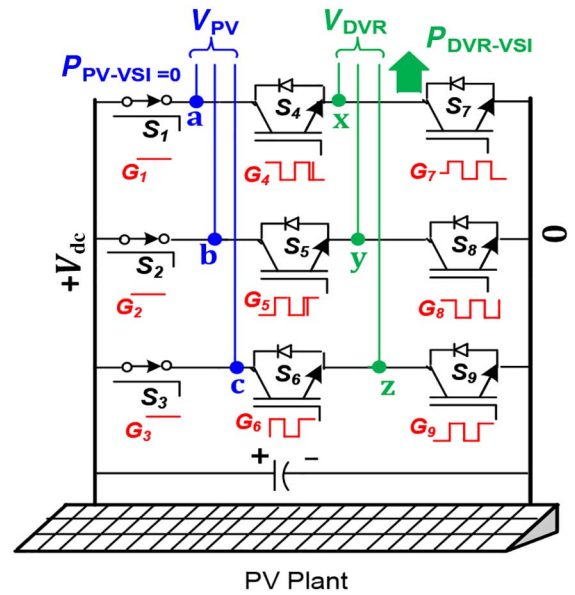 V_PV V_DVR
P_PV-VSI =0 P_DVR-VSI
a S_4 x S_7
S_1
G_1 G_4 G_7
+V_dc
b S_5 y S_8 0
S_2
G_2 G_5 G_8
c S_6 z S_9
S_3
G_3 G_6 G_9
+ −
PV Plant